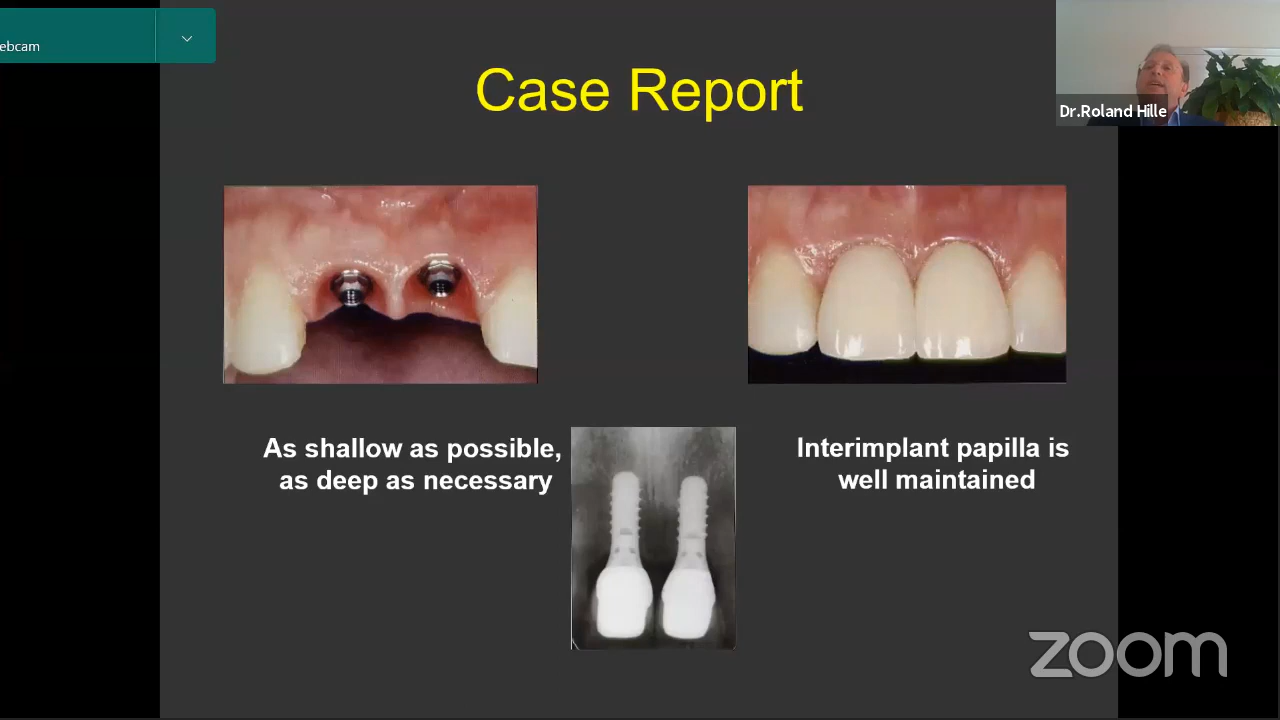 ebcam
Case Report
Dr.Roland Hille
As shallow as possible,
as deep as necessary
Interimplant papilla is
well maintained
zoom